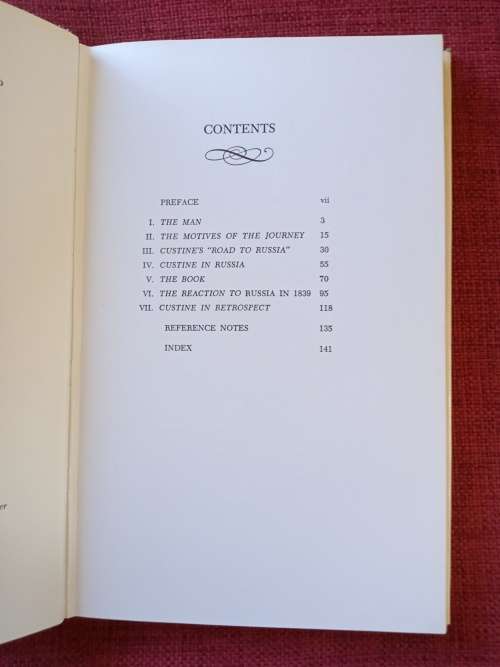 CONTENTS
PREFACE vii
I. THE MAN 3
II. THE MOTIVES OF THE JOURNEY 15
III. CUSTINE'S "ROAD TO RUSSIA" 30
IV. CUSTINE IN RUSSIA 55
V. THE BOOK 70
VI. THE REACTION TO RUSSIA IN 1839 95
VII. CUSTINE IN RETROSPECT 118
REFERENCE NOTES 135
INDEX 141